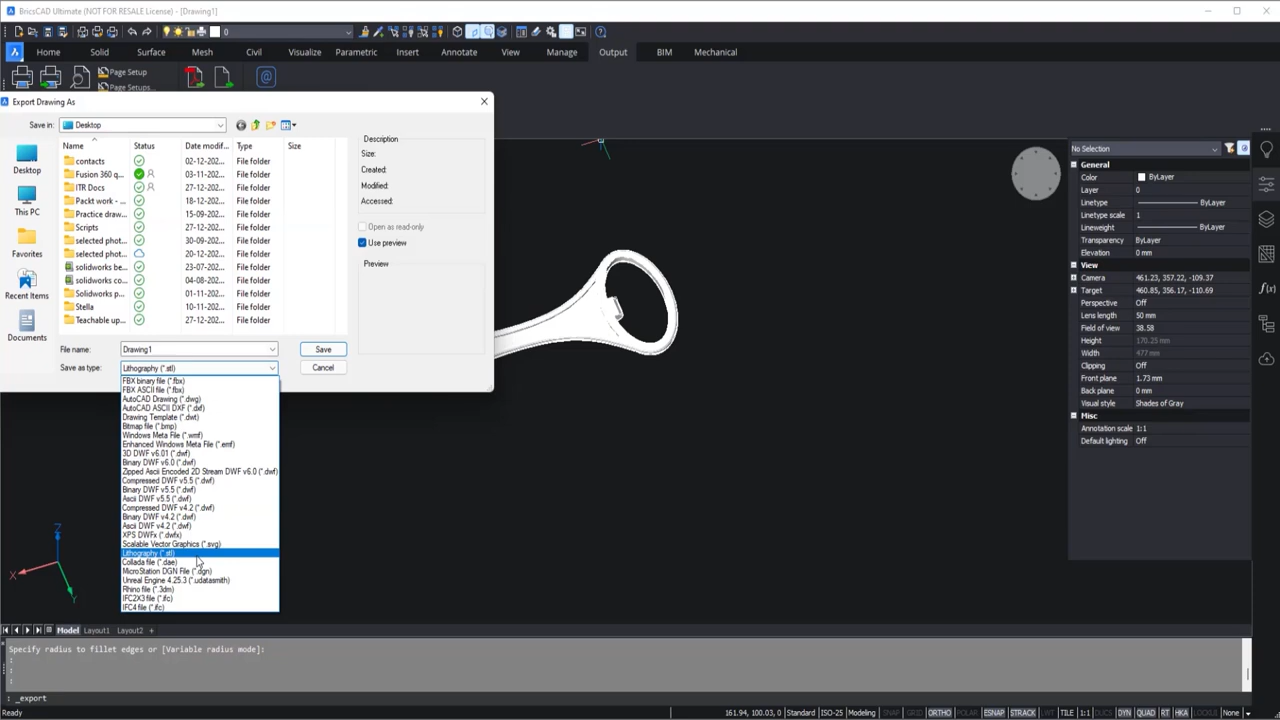 BricsCAD Ultimate (NOT FOR RESALE License) - [Drawing1]
0
Home Solid Surface Mesh Civil Visualize Parametric Insert Annotate View Manage Output BIM Mechanical
Page Setup
Page Setups...
Export Drawing As
Save in: Desktop
Name Status Date modif... Type Size
contacts 02-12-202... File folder
Fusion 360 q... 03-11-202... File folder
ITR Docs 27-12-202... File folder
Packt work - ... 18-12-202... File folder
Practice draw... 15-09-202... File folder
Scripts 27-12-202... File folder
selected phot... 30-09-202... File folder
selected phot... 20-12-202... File folder
solidworks be... 23-07-202... File folder
solidworks co... 04-08-202... File folder
Solidworks p... 01-11-202... File folder
Stella 10-11-202... File folder
Teachable up... 27-12-202... File folder
Desktop
This PC
Favorites
Recent Items
Documents
Description
Size:
Created:
Modified:
Accessed:
Open as read-only
Use preview
Preview
File name: Drawing1 Save
Save as type: Lithography (*.stl) Cancel
FBX binary file (*.fbx)
FBX ASCII file (*.fbx)
AutoCAD Drawing (*.dwg)
AutoCAD ASCII DXF (*.dxf)
Drawing Template (*.dwt)
Bitmap file (*.bmp)
Windows Meta File (*.wmf)
Enhanced Windows Meta File (*.emf)
3D DWF v6.01 (*.dwf)
Binary DWF v6.0 (*.dwf)
Zipped Ascii Encoded 2D Stream DWF v6.0 (*.dwf)
Compressed DWF v5.5 (*.dwf)
Binary DWF v5.5 (*.dwf)
Ascii DWF v5.5 (*.dwf)
Compressed DWF v4.2 (*.dwf)
Binary DWF v4.2 (*.dwf)
Ascii DWF v4.2 (*.dwf)
XPS DWFx (*.dwfx)
Scalable Vector Graphics (*.svg)
Lithography (*.stl)
Collada file (*.dae)
MicroStation DGN File (*.dgn)
Unreal Engine 4.25.3 (*.udatasmith)
Rhino file (*.3dm)
IFC2X3 file (*.ifc)
IFC4 file (*.ifc)
No Selection
General
Color ByLayer
Layer 0
Linetype ByLayer
Linetype scale 1
Lineweight ByLayer
Transparency ByLayer
Elevation 0 mm
View
Camera 461.23, 357.22, -109.37
Target 460.85, 356.17, -110.69
Perspective Off
Lens length 50 mm
Field of view 38.58
Height 170.25 mm
Width 477 mm
Clipping Off
Front plane 1.73 mm
Visual style Shades of Gray
Misc
Annotation scale 1:1
Default lighting Off
Z
X
Y
Model Layout1 Layout2 +
Specify radius to fillet edges or [Variable radius mode]:
:
:
:
: _export
Ready 161.94, 100.03, 0 Standard ISO-25 Modeling SNAP GRID ORTHO POLAR ESNAP STRACK LWT TILE 1:1 DUCS DYN QUAD RT HKA LOCKUI None